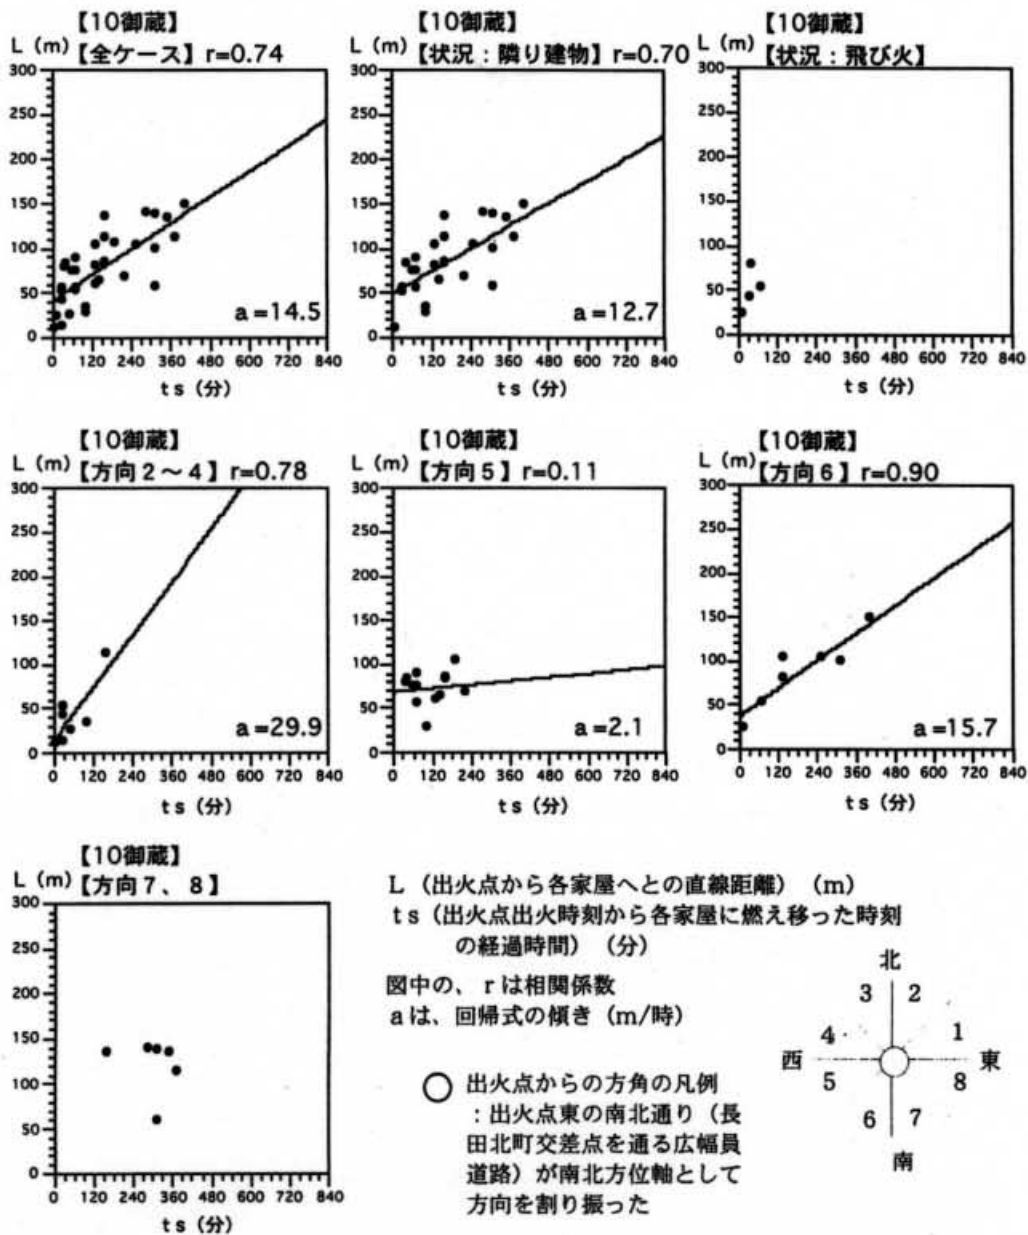 【10御蔵】
L（m）【全ケース】r=0.74
300
250
200
150
100
50
0
a=14.5
0 120 240 360 480 600 720 840
ts（分）
【10御蔵】
L（m）【状況：隣り建物】r=0.70
300
250
200
150
100
50
0
a=12.7
0 120 240 360 480 600 720 840
ts（分）
【10御蔵】
L（m）【状況：飛び火】
300
250
200
150
100
50
0
0 120 240 360 480 600 720 840
ts（分）
【10御蔵】
L（m）【方向2～4】r=0.78
300
250
200
150
100
50
0
a=29.9
0 120 240 360 480 600 720 840
ts（分）
【10御蔵】
L（m）【方向5】r=0.11
300
250
200
150
100
50
0
a=2.1
0 120 240 360 480 600 720 840
ts（分）
【10御蔵】
L（m）【方向6】r=0.90
300
250
200
150
100
50
0
a=15.7
0 120 240 360 480 600 720 840
ts（分）
【10御蔵】
L（m）【方向7、8】
300
250
200
150
100
50
0
0 120 240 360 480 600 720 840
ts（分）
L（出火点から各家屋へとの直線距離）（m）
ts（出火点出火時刻から各家屋に燃え移った時刻
の経過時間）（分）
図中の、rは相関係数
aは、回帰式の傾き（m/時）
○ 出火点からの方角の凡例
：出火点東の南北通り（長
田北町交差点を通る広幅員
道路）が南北方位軸として
方向を割り振った
北
3 2
4 1
西 東
5 8
6 7
南